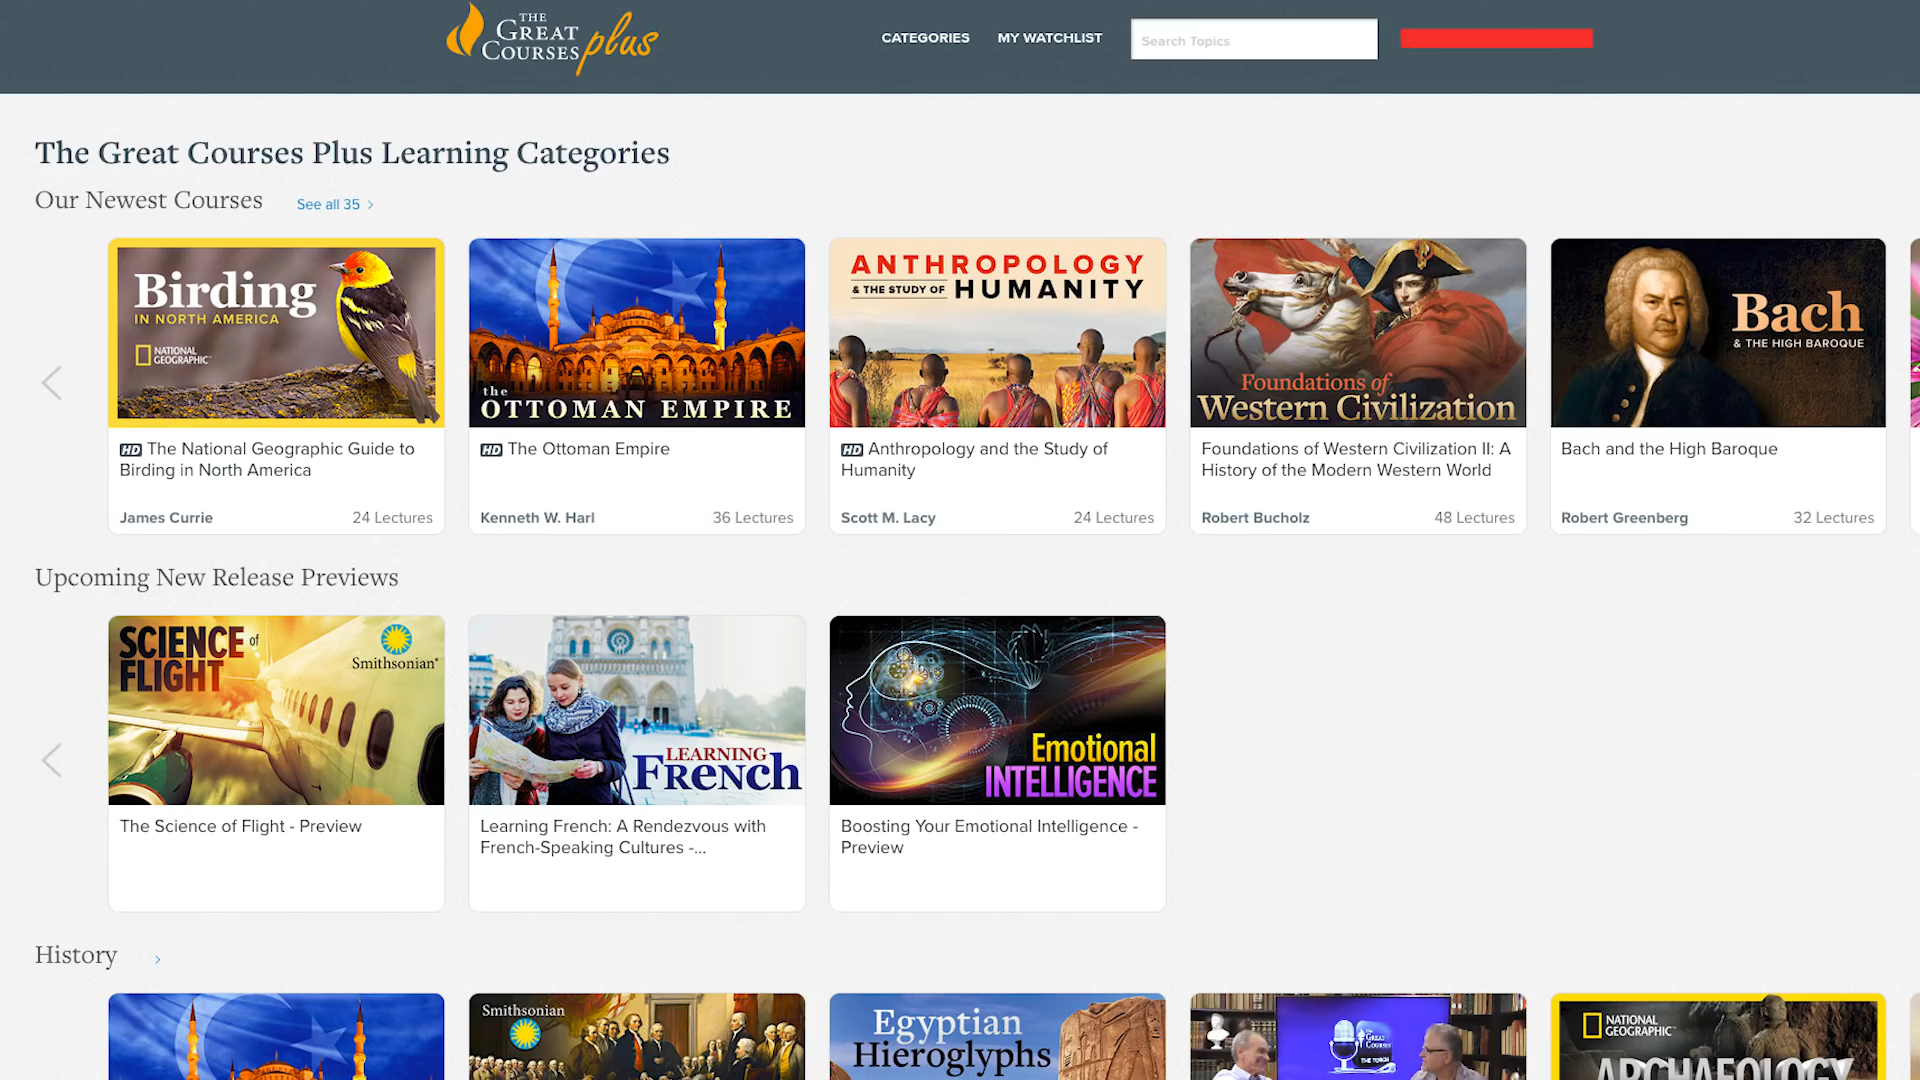 THE
GREAT
COURSES plus
CATEGORIES
MY WATCHLIST
Search Topics
The Great Courses Plus Learning Categories
Our Newest Courses
See all 35 >
Birding
IN NORTH AMERICA
NATIONAL
GEOGRAPHIC
the
OTTOMAN EMPIRE
ANTHROPOLOGY
& THE STUDY OF HUMANITY
Foundations of
Western Civilization
Bach
& THE HIGH BAROQUE
HD The National Geographic Guide to
Birding in North America
James Currie
24 Lectures
HD The Ottoman Empire
Kenneth W. Harl
36 Lectures
HD Anthropology and the Study of
Humanity
Scott M. Lacy
24 Lectures
Foundations of Western Civilization II: A
History of the Modern Western World
Robert Bucholz
48 Lectures
Bach and the High Baroque
Robert Greenberg
32 Lectures
Upcoming New Release Previews
SCIENCE of
FLIGHT
Smithsonian
LEARNING
French
Emotional
INTELLIGENCE
The Science of Flight - Preview
Learning French: A Rendezvous with
French-Speaking Cultures -...
Boosting Your Emotional Intelligence -
Preview
History >
Smithsonian
Egyptian
Hieroglyphs
THE
GREAT
COURSES
THE TORCH
NATIONAL
GEOGRAPHIC
ARCHAEOLOGY